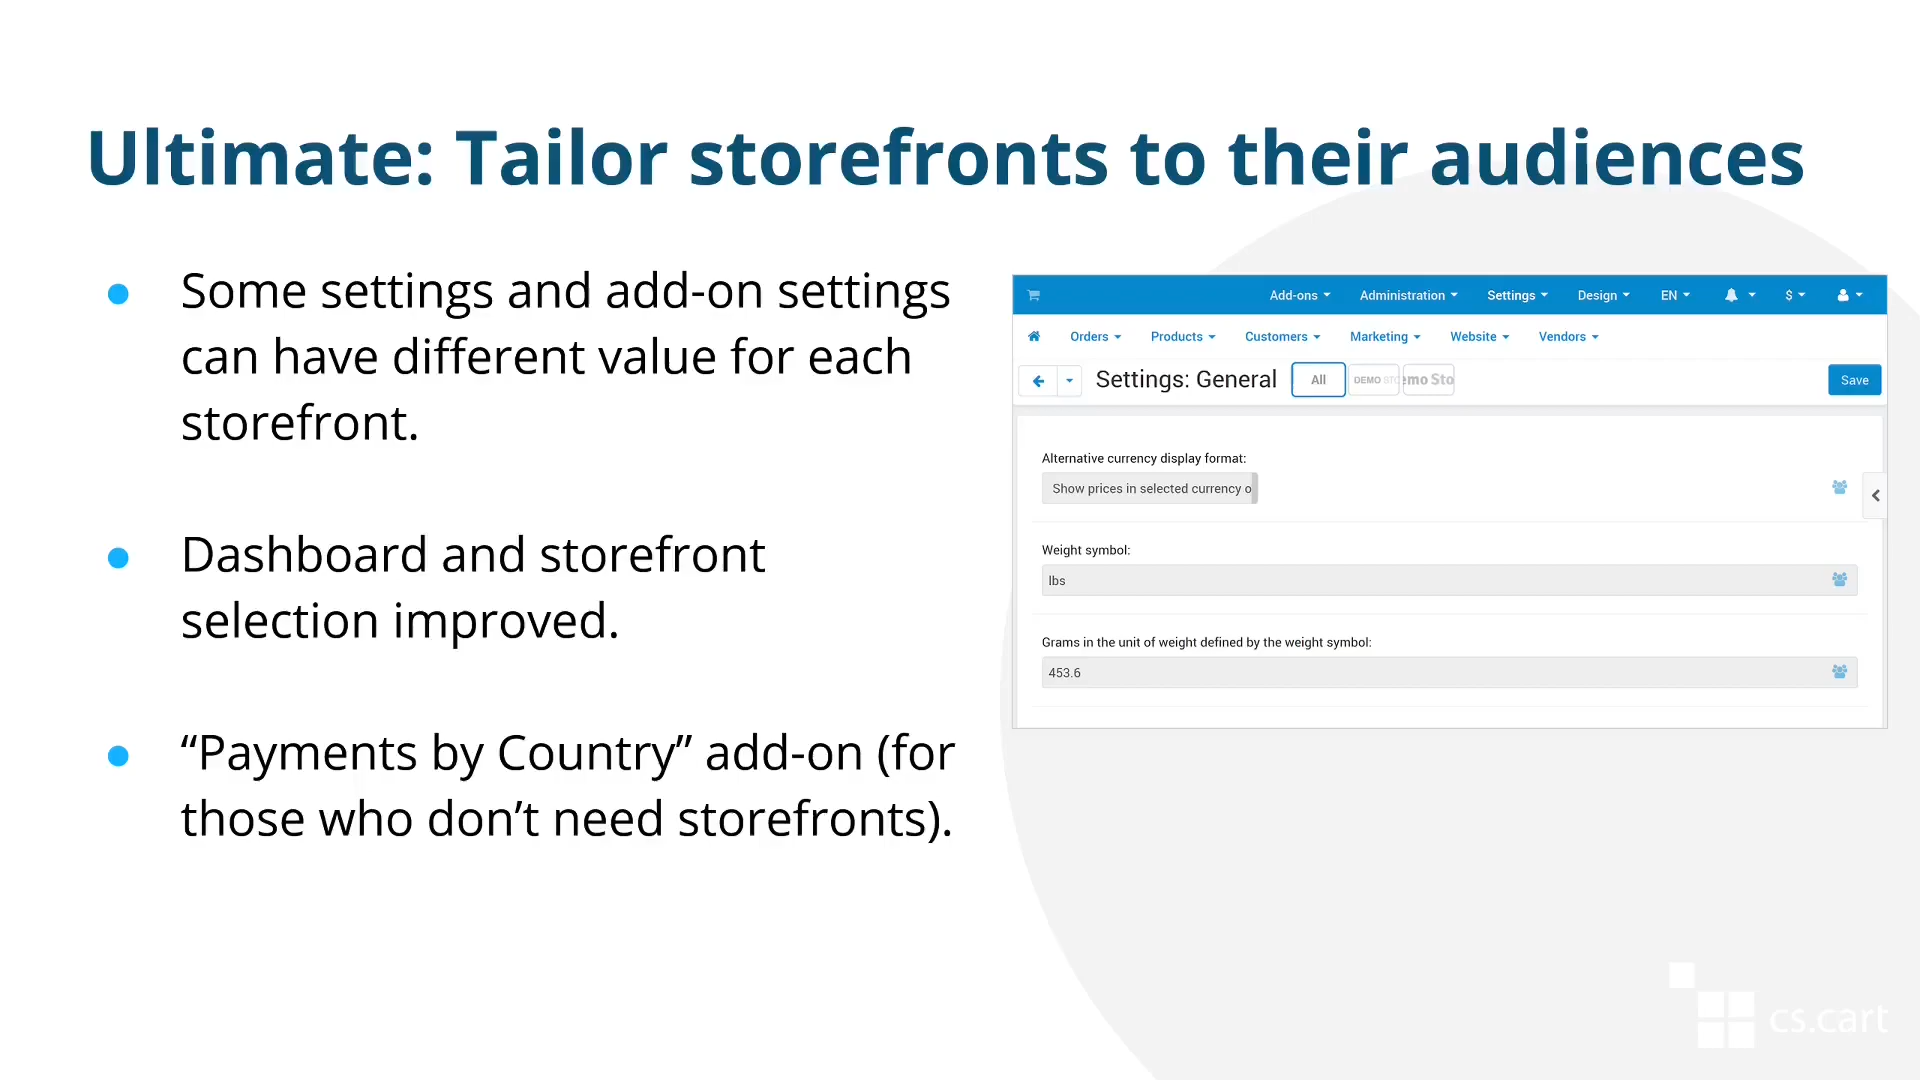 Ultimate: Tailor storefronts to their audiences
Some settings and add-on settings
can have different value for each
storefront.
Dashboard and storefront
selection improved.
“Payments by Country” add-on (for
those who don’t need storefronts).
Add-ons Administration Settings Design EN $
Orders Products Customers Marketing Website Vendors
Settings: General All DEMO STO emo Sto Save
Alternative currency display format:
Show prices in selected currency o
Weight symbol:
lbs
Grams in the unit of weight defined by the weight symbol:
453.6
cs.cart